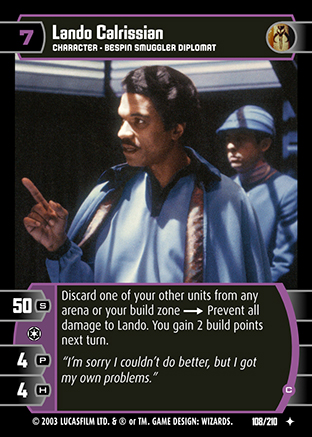 7 Lando Calrissian
CHARACTER - BESPIN SMUGGLER DIPLOMAT
50 S
Discard one of your other units from any
arena or your build zone → Prevent all
damage to Lando. You gain 2 build points
next turn.
4 P
“I’m sorry I couldn’t do better, but I got
my own problems.”
4 H
C
© 2003 LUCASFILM LTD. & ® or TM. GAME DESIGN: WIZARDS. 108/210